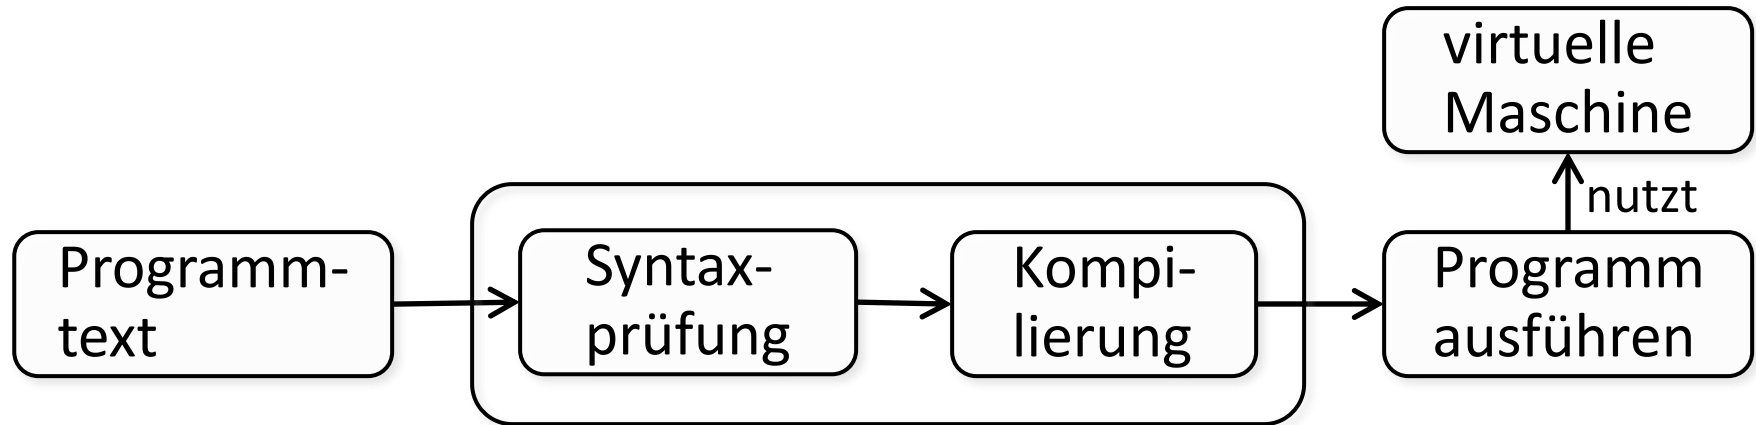 virtuelle
Maschine
nutzt
Programm-
text
Syntax-
prüfung
Kompi-
lierung
Programm
ausführen